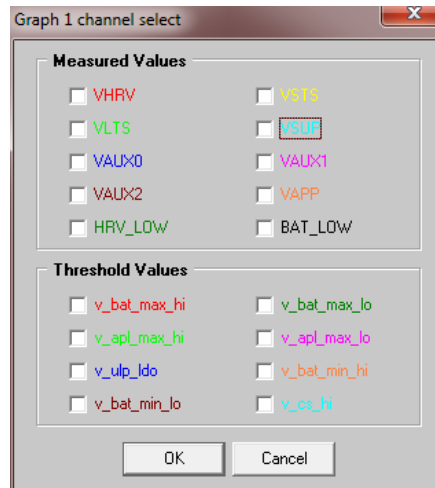 Graph 1 channel select
Measured Values
VHRV VSTS
VLTS VSUP
VAUX0 VAUX1
VAUX2 VAPP
HRV_LOW BAT_LOW
Threshold Values
v_bat_max_hi v_bat_max_lo
v_apl_max_hi v_apl_max_lo
v_ulp_ldo v_bat_min_hi
v_bat_min_lo v_cs_hi
OK Cancel